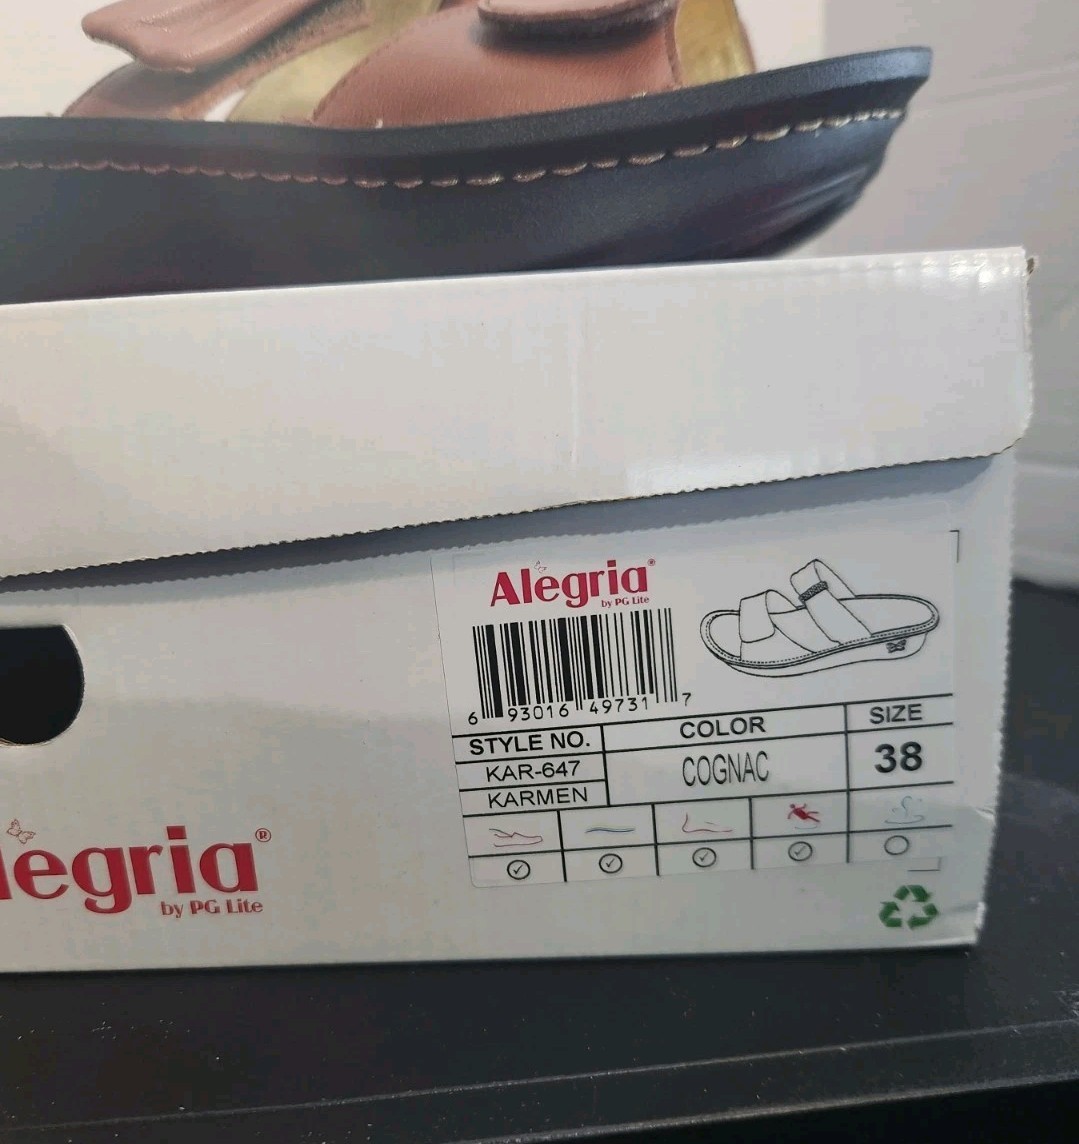 Alegria®
by PG Lite
6 93016 49731 7
STYLE NO.
COLOR
SIZE
KAR-647
COGNAC
38
KARMEN
legria®
by PG Lite